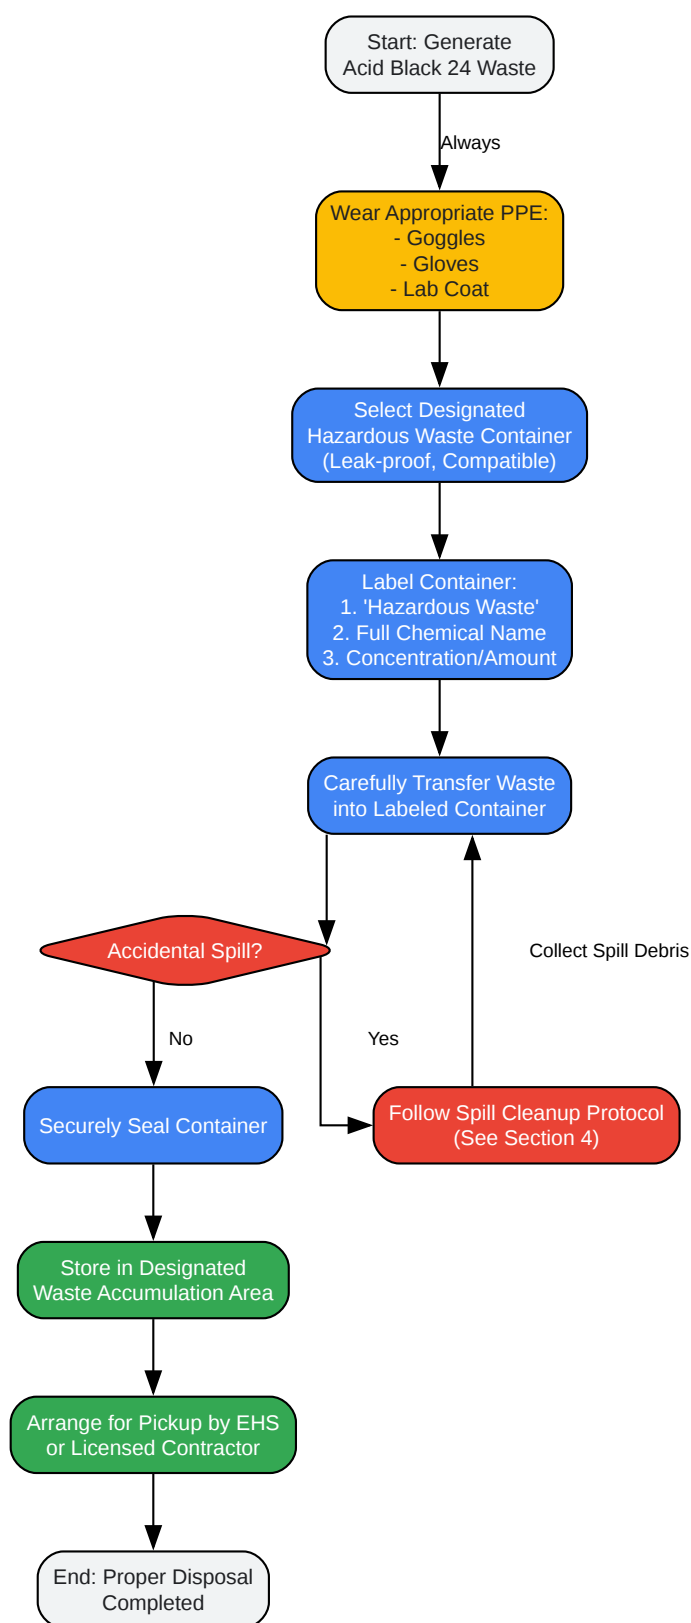 Start: Generate
Acid Black 24 Waste
Always
Wear Appropriate PPE:
- Goggles
- Gloves
- Lab Coat
Select Designated
Hazardous Waste Container
(Leak-proof, Compatible)
Label Container:
1. 'Hazardous Waste'
2. Full Chemical Name
3. Concentration/Amount
Carefully Transfer Waste
into Labeled Container
Accidental Spill?
Collect Spill Debris
No
Yes
Securely Seal Container
Follow Spill Cleanup Protocol
(See Section 4)
Store in Designated
Waste Accumulation Area
Arrange for Pickup by EHS
or Licensed Contractor
End: Proper Disposal
Completed